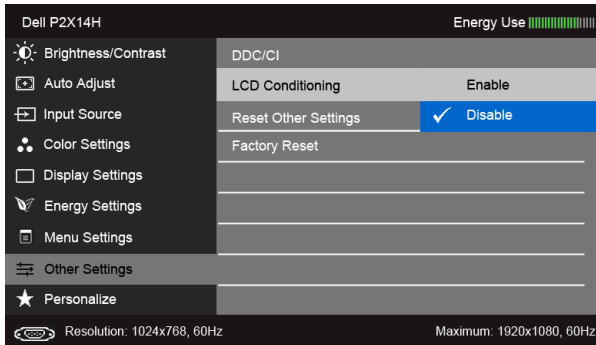 Dell P2X14H Energy Use
Brightness/Contrast DDC/CI
Auto Adjust LCD Conditioning Enable
Input Source Reset Other Settings Disable
Color Settings Factory Reset
Display Settings
Energy Settings
Menu Settings
Other Settings
Personalize
Resolution: 1024x768, 60Hz Maximum: 1920x1080, 60Hz